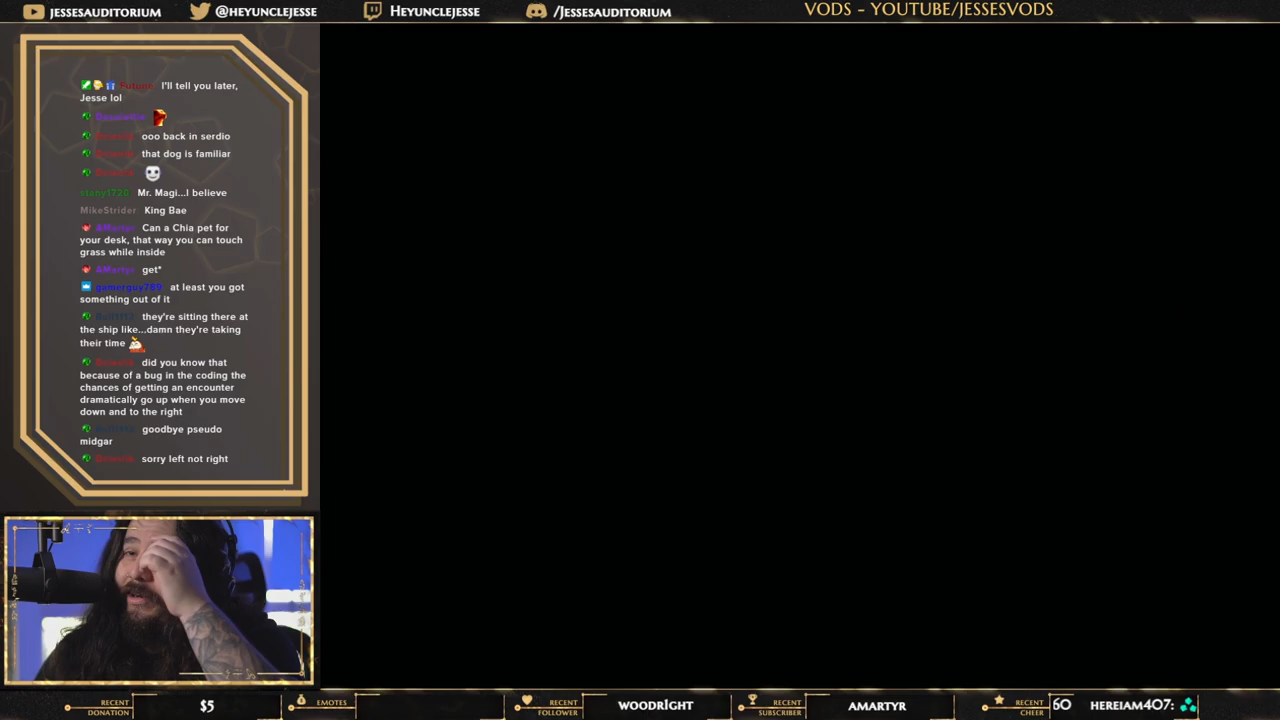 JESSESAUDITORIUM
@HEYUNCLEJESSE
HEYUNCLEJESSE
/JESSESAUDITORIUM
VODS - YOUTUBE/JESSESVODS
I'll tell you later,
Jesse lol
ooo back in serdio
that dog is familiar
stony1720 Mr. Magi...I believe
MikeStrider King Bae
AMartyr Can a Chia pet for
your desk, that way you can touch
grass while inside
AMartyr get*
gamerguy789 at least you got
something out of it
they're sitting there at
the ship like...damn they're taking
their time
did you know that
because of a bug in the coding the
chances of getting an encounter
dramatically go up when you move
down and to the right
goodbye pseudo
midgar
sorry left not right
RECENT
DONATION
$5
EMOTES
RECENT
FOLLOWER
WOODR1GHT
RECENT
SUBSCRIBER
AMARTYR
RECENT
CHEER
60
HEREIAM407: